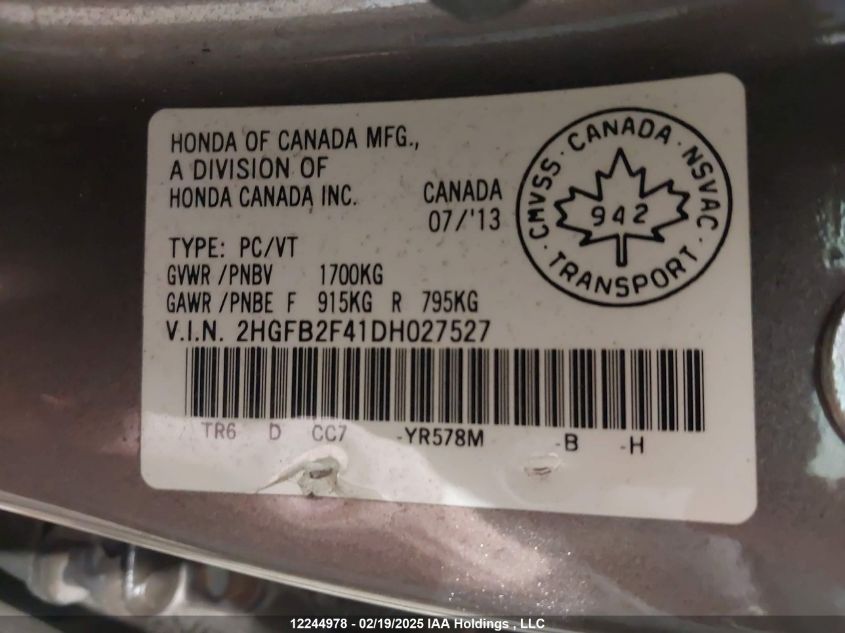 HONDA OF CANADA MFG.,
A DIVISION OF
HONDA CANADA INC.
CANADA
07/'13
TYPE: PC/VT
GVWR /PNBV 1700KG
GAWR /PNBE F 915KG R 795KG
V.I.N. 2HGFB2F41DH027527
TR6 D CC7 -YR578M -B -H
CMVSS · CANADA · NSVAC · TRANSPORT ·
942
12244978 - 02/19/2025 IAA Holdings , LLC